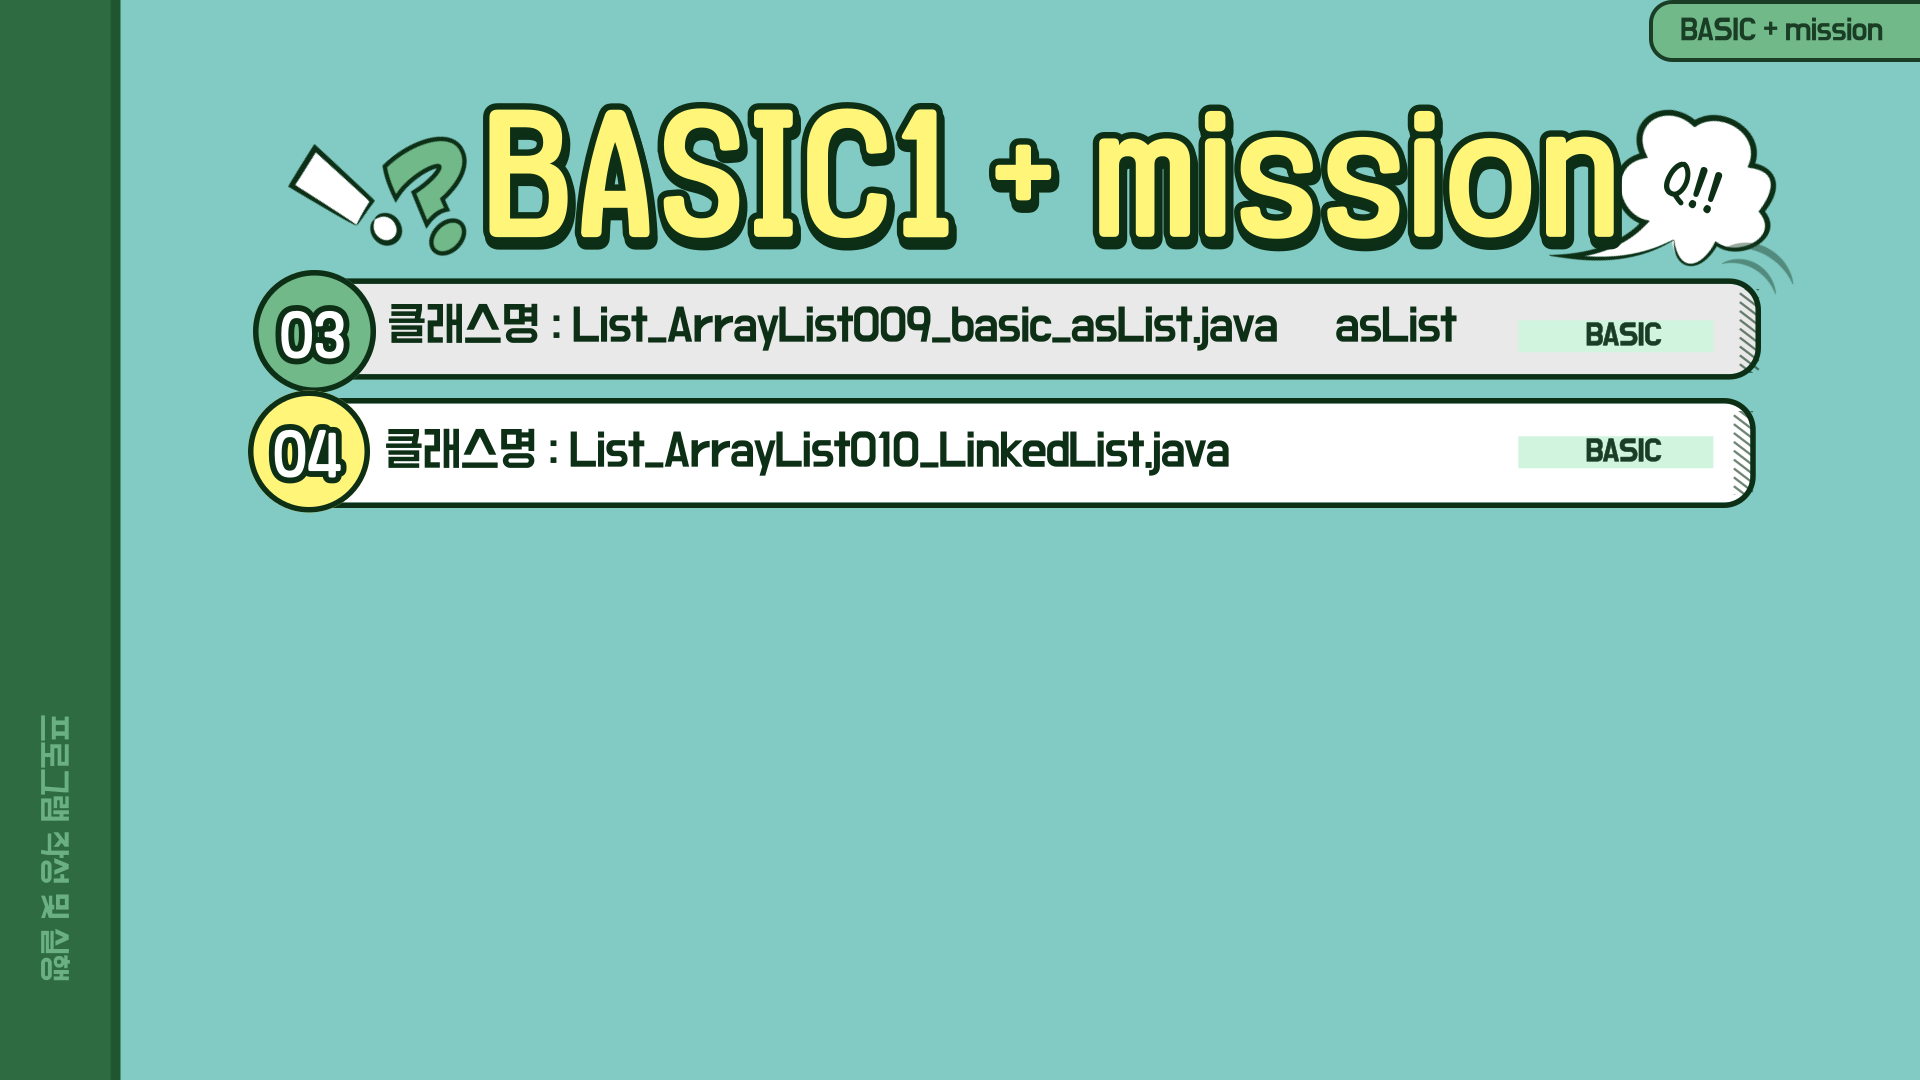 BASIC + mission
!?
BASIC1 + mission
Q!!
03
클래스명 : List_ArrayList009_basic_asList.java asList
BASIC
04
클래스명 : List_ArrayList010_LinkedList.java
BASIC
프로그램 작성 및 실행